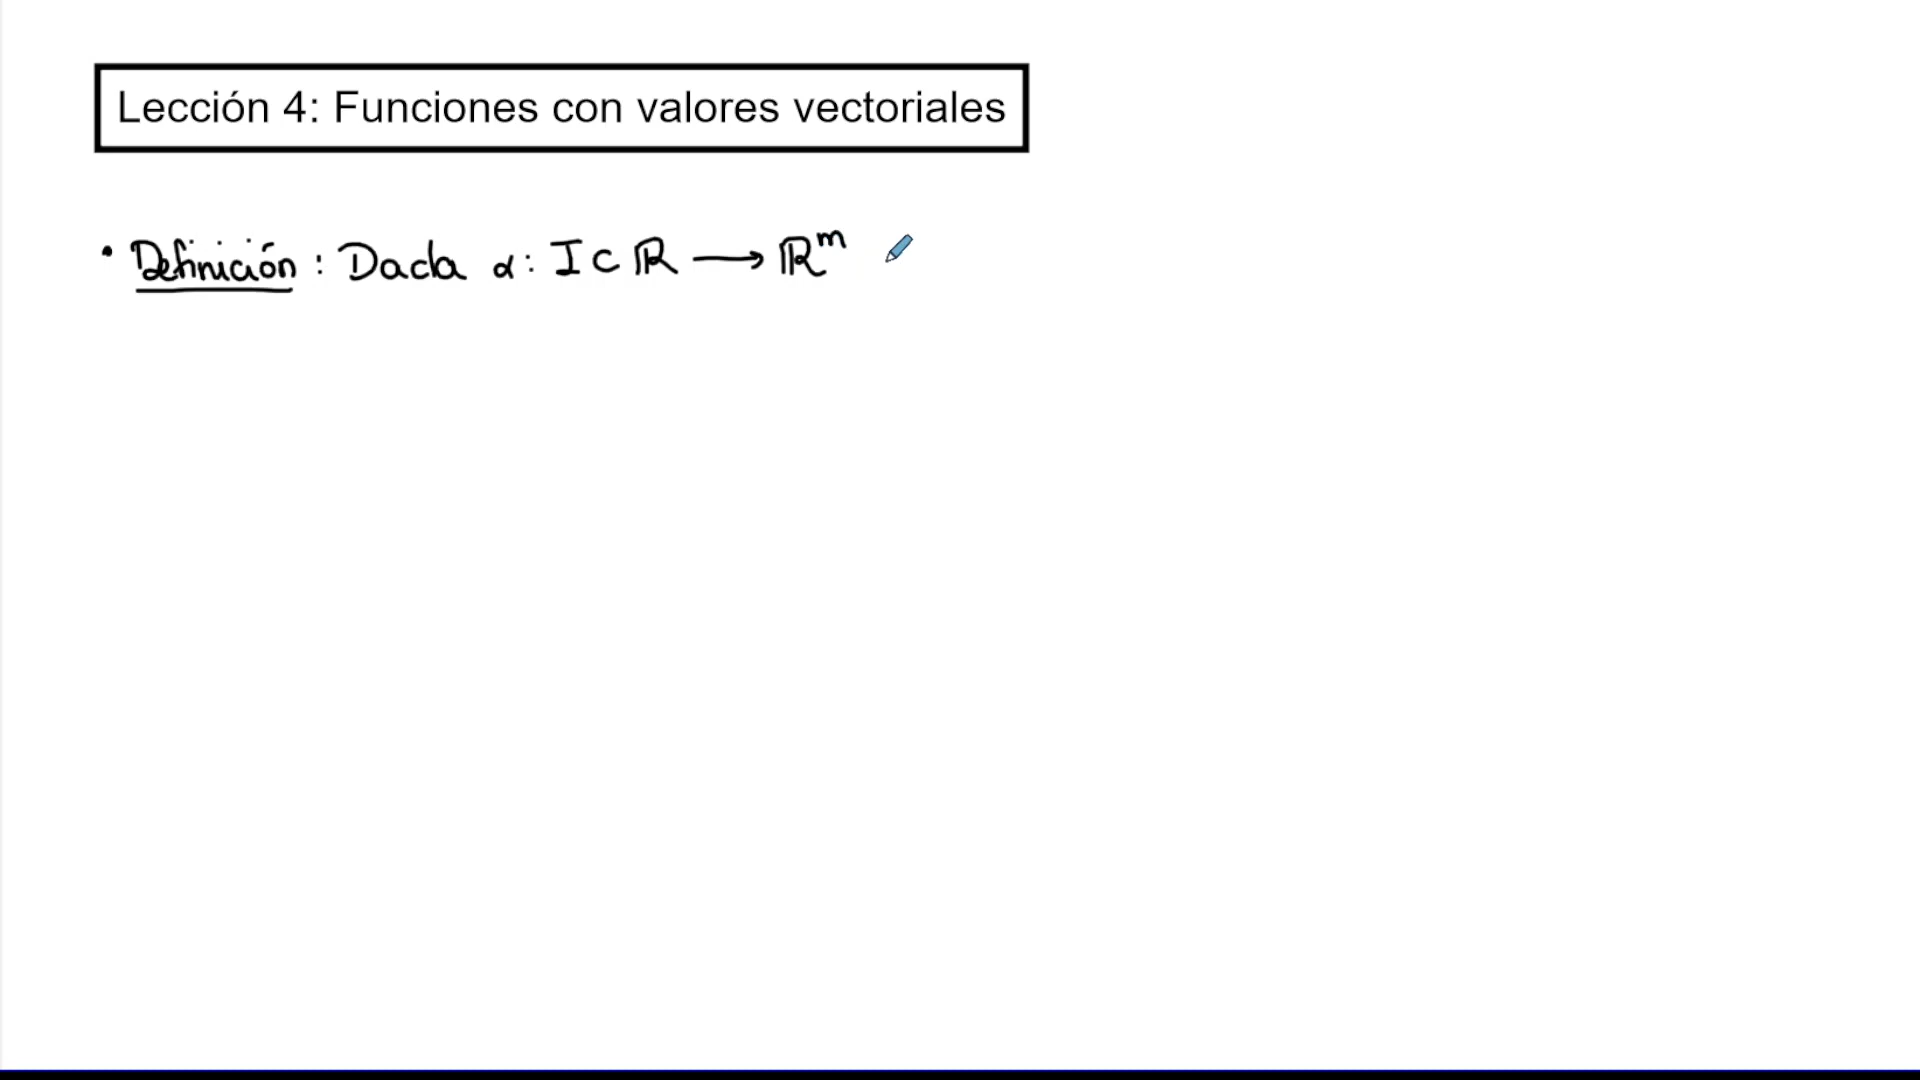 Lección 4: Funciones con valores vectoriales
• Definición : Dada α: I ⊂ ℝ ⟶ ℝᵐ